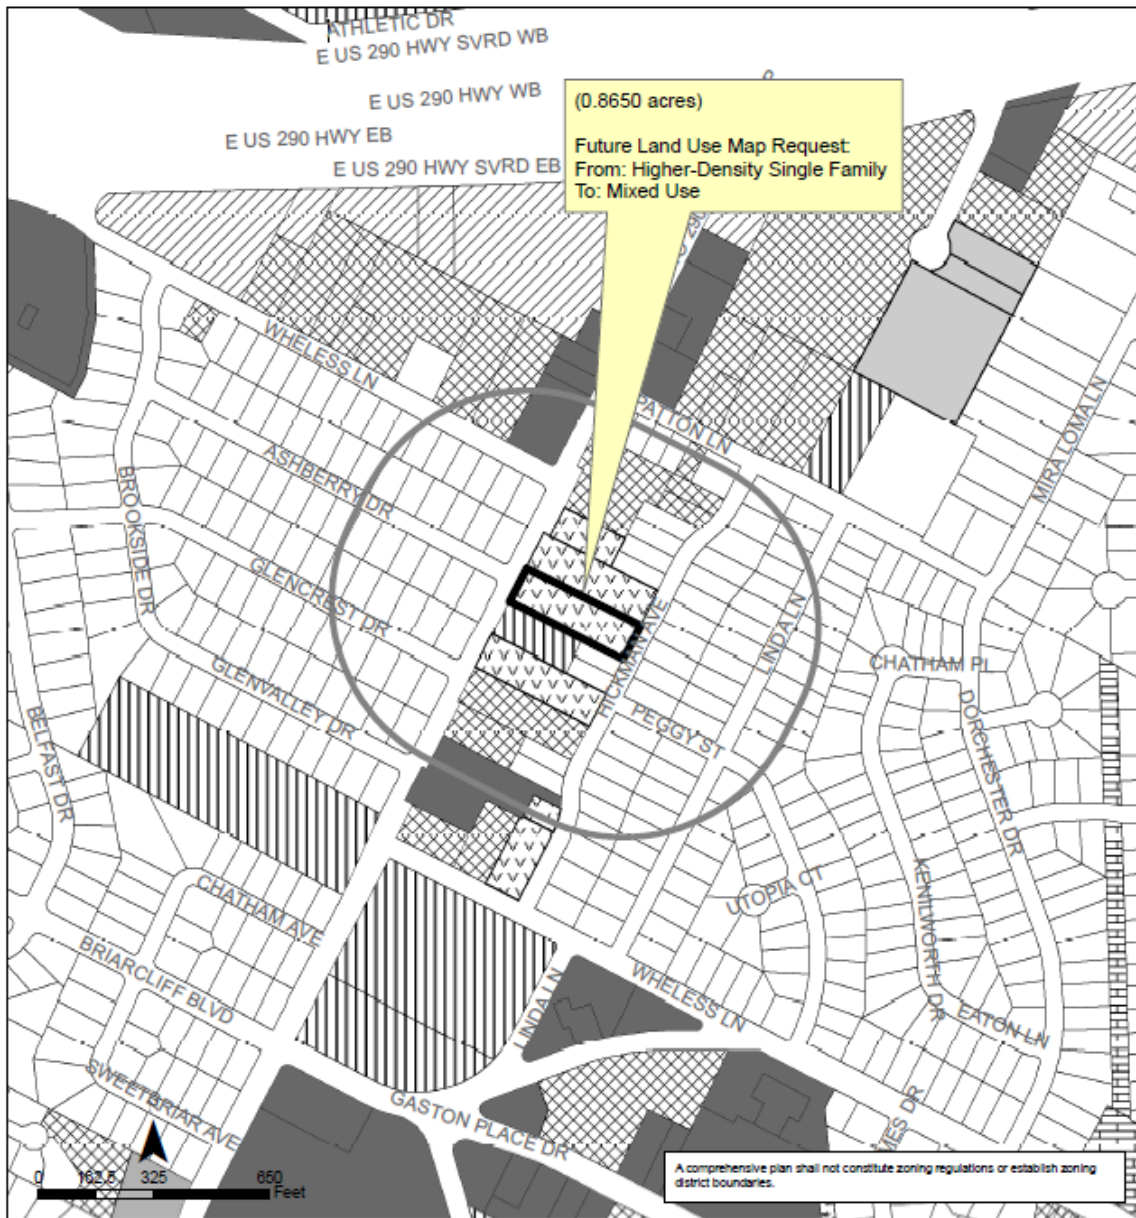 ATHLETIC DR
E US 290 HWY SVRD WB
E US 290 HWY WB
E US 290 HWY EB
E US 290 HWY SVRD EB
(0.8650 acres)
Future Land Use Map Request:
From: Higher-Density Single Family
To: Mixed Use
290
WHELESS LN
PATTON LN
MIRA LOMA LN
ASHBERRY DR
BROOKSIDE DR
GLENCREST DR
HICKMAN AVE
LINDA LN
GLENVALLEY DR
CHATHAM PL
PEGGY ST
DORCHESTER DR
BELFAST DR
CHATHAM AVE
UTOPIA CT
KENILWORTH DR
BRIARCLIFF BLVD
LINDA LN
WHELESS LN
EATON LN
SWEETBRIAR AVE
GASTON PLACE DR
MES DR
0 162.5 325 650
Feet
A comprehensive plan shall not constitute zoning regulations or establish zoning
district boundaries.